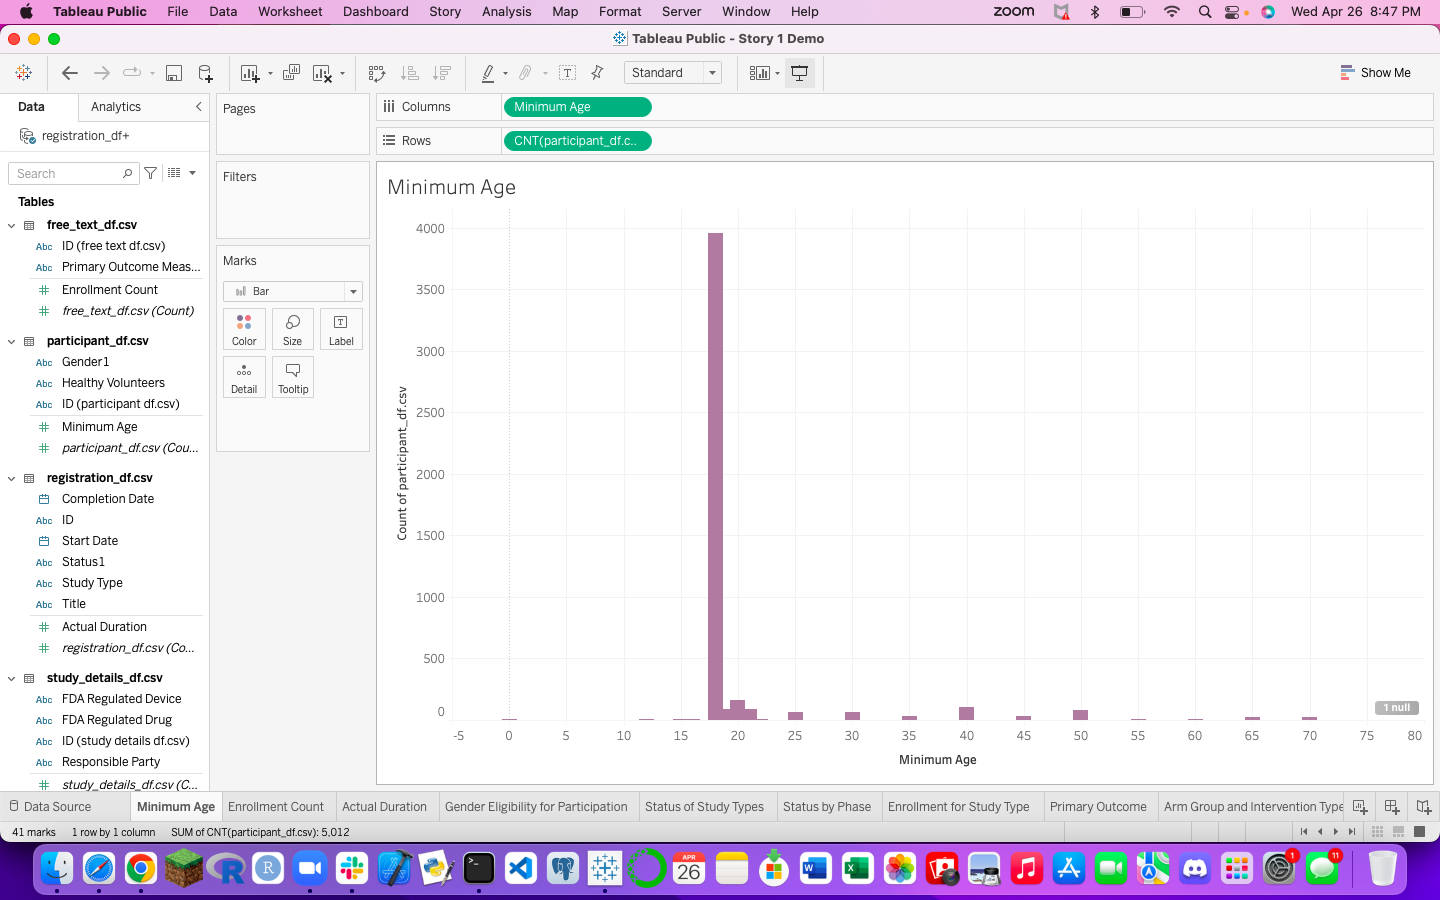 Tableau Public File Data Worksheet Dashboard Story Analysis Map Format Server Window Help zoom Wed Apr 26 8:47 PM
Tableau Public - Story 1 Demo
Standard
Show Me
Data Analytics
registration_df+
Search
Tables
free_text_df.csv
Abc ID (free text df.csv)
Abc Primary Outcome Meas...
Enrollment Count
free_text_df.csv (Count)
participant_df.csv
Abc Gender1
Abc Healthy Volunteers
Abc ID (participant df.csv)
Minimum Age
participant_df.csv (Cou...
registration_df.csv
Completion Date
Abc ID
Start Date
Abc Status1
Abc Study Type
Abc Title
Actual Duration
registration_df.csv (Co...
study_details_df.csv
Abc FDA Regulated Device
Abc FDA Regulated Drug
Abc ID (study details df.csv)
Abc Responsible Party
study_details_df.csv (C...
Pages
Filters
Marks
Bar
Color Size Label
Detail Tooltip
Columns Minimum Age
Rows CNT(participant_df.c..
Minimum Age
4000
3500
3000
2500
2000
1500
1000
500
0
Count of participant_df.csv
-5 0 5 10 15 20 25 30 35 40 45 50 55 60 65 70 75 80
Minimum Age
1 null
Data Source Minimum Age Enrollment Count Actual Duration Gender Eligibility for Participation Status of Study Types Status by Phase Enrollment for Study Type Primary Outcome Arm Group and Intervention Type
41 marks 1 row by 1 column SUM of CNT(participant_df.csv): 5,012
APR
26
1
11